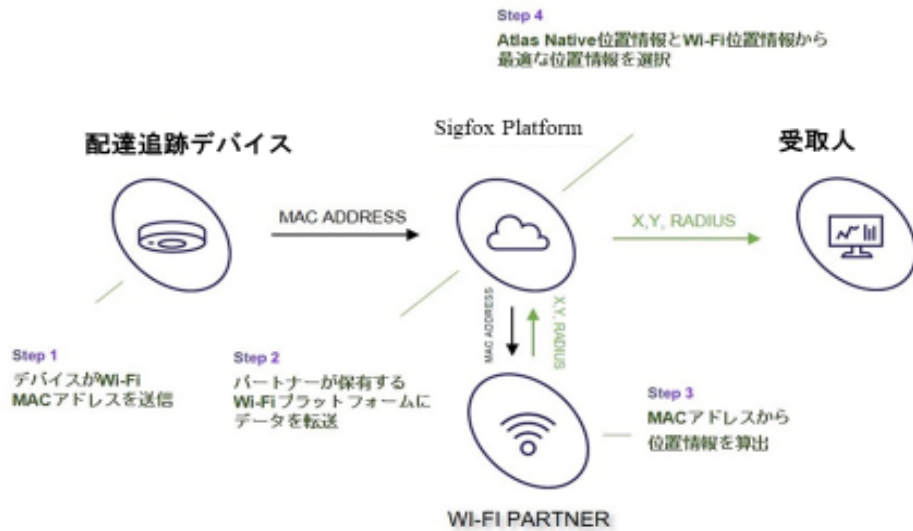 Step 4
Atlas Native位置情報とWi-Fi位置情報から
最適な位置情報を選択
配達追跡デバイス
Sigfox Platform
受取人
MAC ADDRESS
X,Y, RADIUS
MAC ADDRESS
X,Y, RADIUS
Step 1
デバイスがWi-Fi
MACアドレスを送信
Step 2
パートナーが保有する
Wi-Fiプラットフォームに
データを転送
Step 3
MACアドレスから
位置情報を算出
WI-FI PARTNER